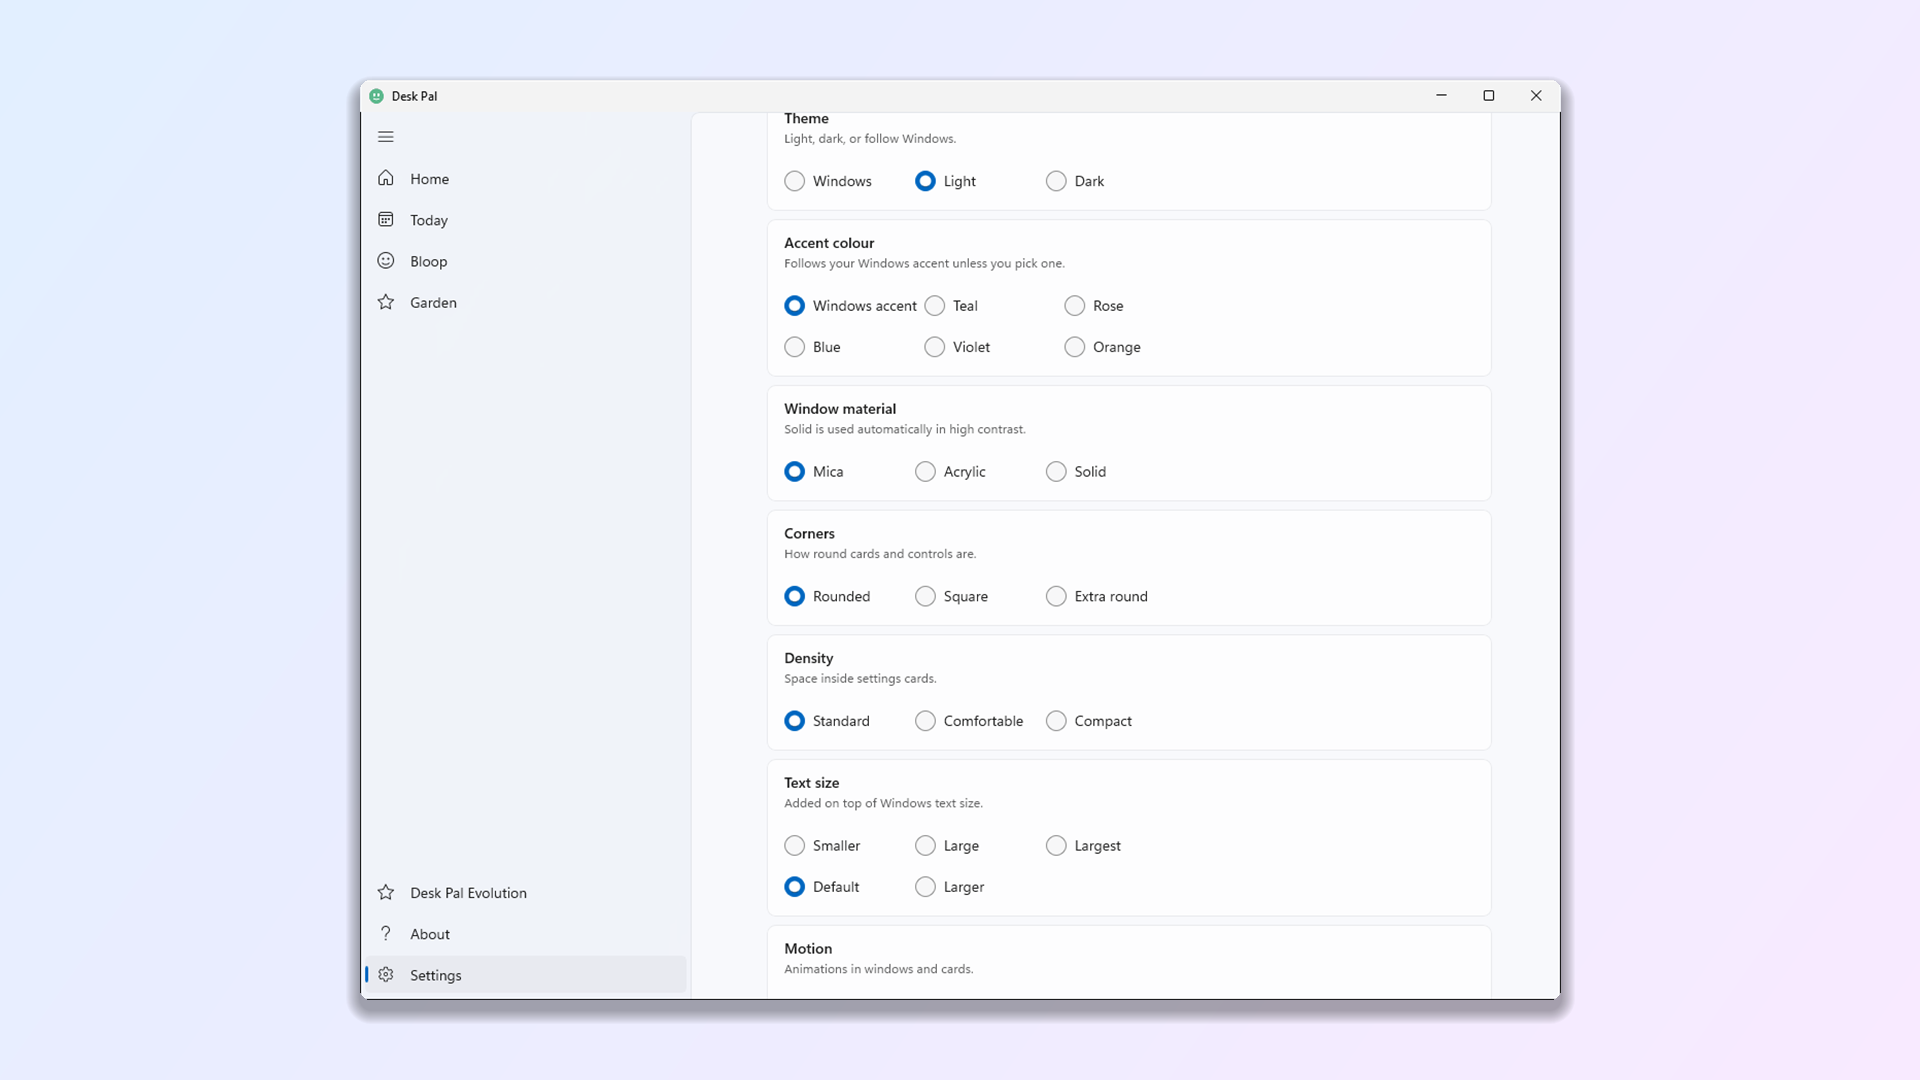 Desk Pal
Home
Today
Bloop
Garden
Desk Pal Evolution
? About
Settings
Theme
Light, dark, or follow Windows.
Windows Light Dark
Accent colour
Follows your Windows accent unless you pick one.
Windows accent Teal Rose
Blue Violet Orange
Window material
Solid is used automatically in high contrast.
Mica Acrylic Solid
Corners
How round cards and controls are.
Rounded Square Extra round
Density
Space inside settings cards.
Standard Comfortable Compact
Text size
Added on top of Windows text size.
Smaller Large Largest
Default Larger
Motion
Animations in windows and cards.